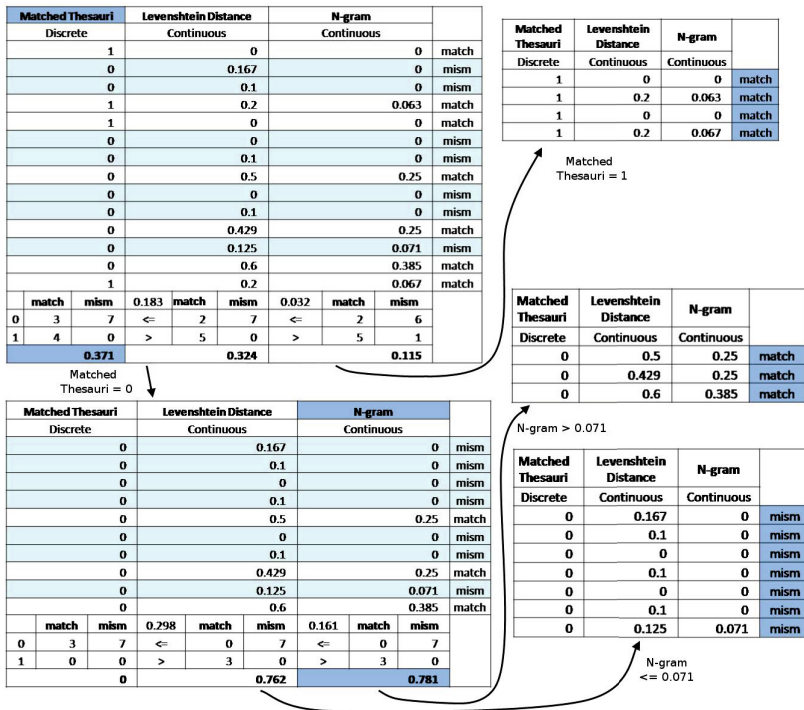 Matched Thesauri Levenshtein Distance N-gram
Discrete Continuous Continuous
1 0 0 match
0 0.167 0 mism
0 0.1 0 mism
1 0.2 0.063 match
1 0 0 match
0 0 0 mism
0 0.1 0 mism
0 0.5 0.25 match
0 0 0 mism
0 0.1 0 mism
0 0.429 0.25 match
0 0.125 0.071 mism
0 0.6 0.385 match
1 0.2 0.067 match
match mism 0.183 match mism 0.032 match mism
0 3 7 <= 2 7 <= 2 6
1 4 0 > 5 0 > 5 1
0.371 0.324 0.115
Matched
Thesauri = 0
Matched Thesauri Levenshtein Distance N-gram
Discrete Continuous Continuous
0 0.167 0 mism
0 0.1 0 mism
0 0 0 mism
0 0.1 0 mism
0 0.5 0.25 match
0 0 0 mism
0 0.1 0 mism
0 0.429 0.25 match
0 0.125 0.071 mism
0 0.6 0.385 match
match mism 0.298 match mism 0.161 match mism
0 3 7 <= 0 7 <= 0 7
1 0 0 > 3 0 > 3 0
0 0.762 0.781
Matched Levenshtein N-gram
Thesauri Distance
Discrete Continuous Continuous
1 0 0 match
1 0.2 0.063 match
1 0 0 match
1 0.2 0.067 match
Matched
Thesauri = 1
Matched Levenshtein N-gram
Thesauri Distance
Discrete Continuous Continuous
0 0.5 0.25 match
0 0.429 0.25 match
0 0.6 0.385 match
N-gram > 0.071
Matched Levenshtein N-gram
Thesauri Distance
Discrete Continuous Continuous
0 0.167 0 mism
0 0.1 0 mism
0 0 0 mism
0 0.1 0 mism
0 0 0 mism
0 0.1 0 mism
0 0.125 0.071 mism
N-gram
<= 0.071